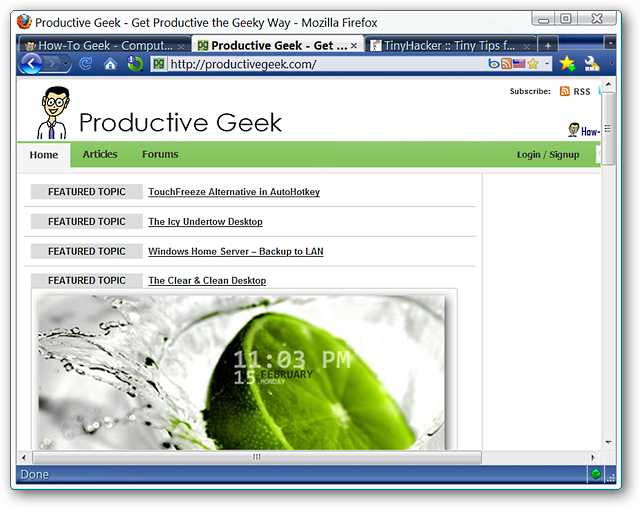 Productive Geek - Get Productive the Geeky Way - Mozilla Firefox
How-To Geek - Comput...
Productive Geek - Get ...
TinyHacker :: Tiny Tips f...
pg http://productivegeek.com/
Subscribe: RSS
Productive Geek
How-
Home Articles Forums Login / Signup
FEATURED TOPIC TouchFreeze Alternative in AutoHotkey
FEATURED TOPIC The Icy Undertow Desktop
FEATURED TOPIC Windows Home Server – Backup to LAN
FEATURED TOPIC The Clear & Clean Desktop
11:03 PM
15 FEBRUARY
MONDAY
Done